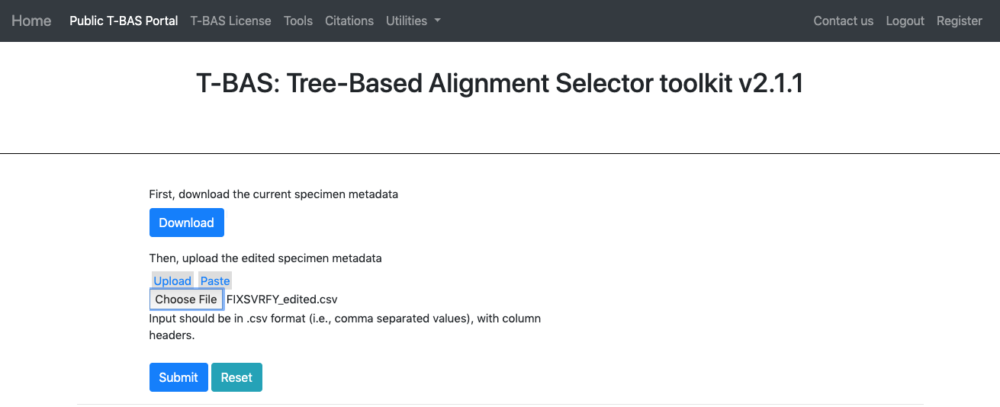 Home Public T-BAS Portal T-BAS License Tools Citations Utilities Contact us Logout Register
T-BAS: Tree-Based Alignment Selector toolkit v2.1.1
First, download the current specimen metadata
Download
Then, upload the edited specimen metadata
Upload Paste
Choose File FIXSVRFY_edited.csv
Input should be in .csv format (i.e., comma separated values), with column
headers.
Submit Reset